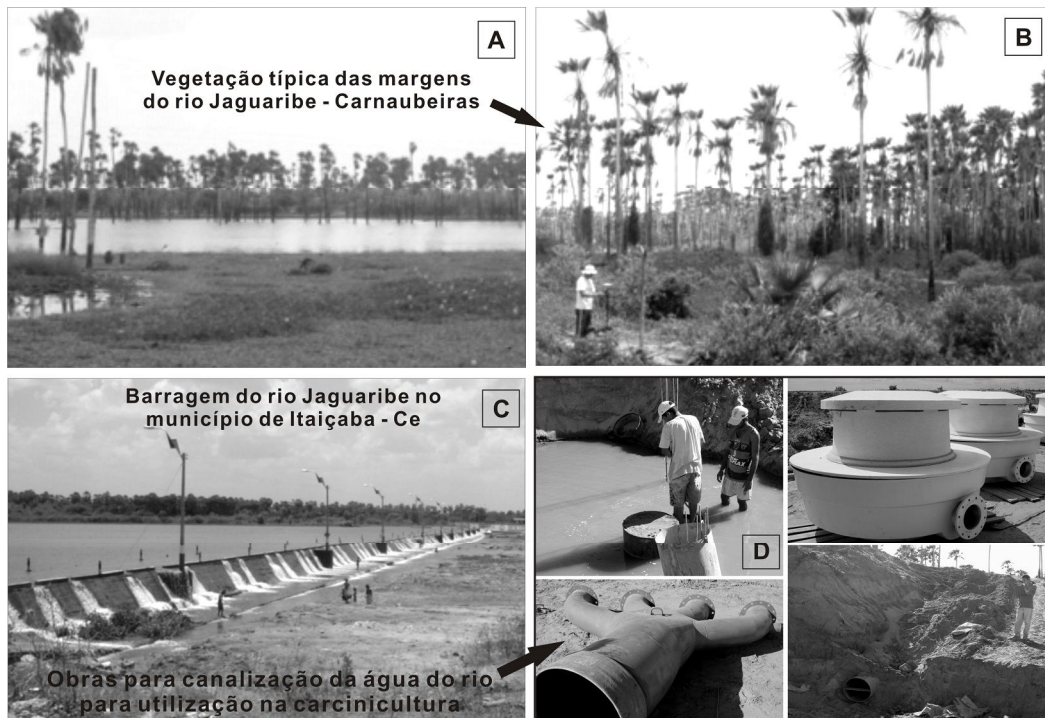 A
Vegetação típica das margens
do rio Jaguaribe - Carnaubeiras
B
Barragem do rio Jaguaribe no
município de Itaiçaba - Ce
C
D
Obras para canalização da água do rio
para utilização na carcinicultura